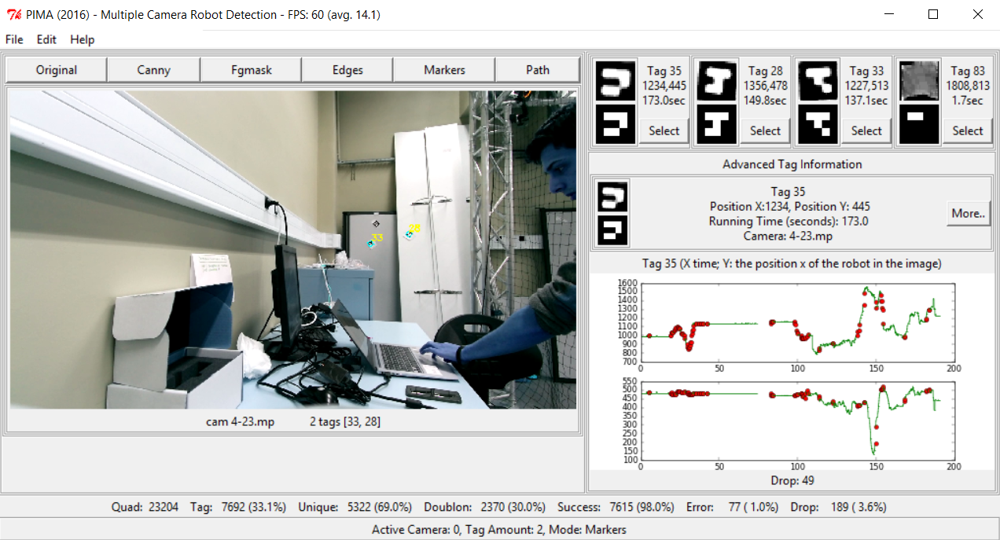 PIMA (2016) - Multiple Camera Robot Detection - FPS: 60 (avg. 14.1)
File Edit Help
Original Canny Fgmask Edges Markers Path
33
28
cam 4-23.mp 2 tags [33, 28]
Tag 35
1234,445
173.0sec
Select
Tag 28
1356,478
149.8sec
Select
Tag 33
1227,513
137.1sec
Select
Tag 83
1808,813
1.7sec
Select
Advanced Tag Information
Tag 35
Position X:1234, Position Y: 445
Running Time (seconds): 173.0
Camera: 4-23.mp
More..
Tag 35 (X time; Y: the position x of the robot in the image)
1600
1500
1400
1300
1200
1100
1000
900
800
700
0 50 100 150 200
550
500
450
400
350
300
250
200
150
100
0 50 100 150 200
Drop: 49
Quad: 23204 Tag: 7692 (33.1%) Unique: 5322 (69.0%) Doublon: 2370 (30.0%) Success: 7615 (98.0%) Error: 77 ( 1.0%) Drop: 189 ( 3.6%)
Active Camera: 0, Tag Amount: 2, Mode: Markers